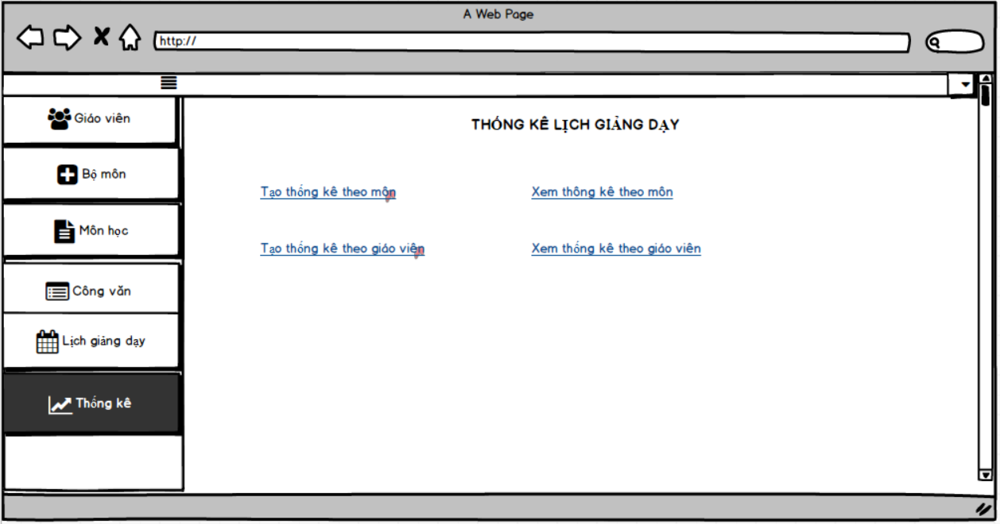 A Web Page
http://
Giáo viên
Bộ môn
Môn học
Công văn
Lịch giảng dạy
Thống kê
THỐNG KÊ LỊCH GIẢNG DẠY
Tạo thống kê theo môn
Xem thông kê theo môn
Tạo thống kê theo giáo viên
Xem thống kê theo giáo viên